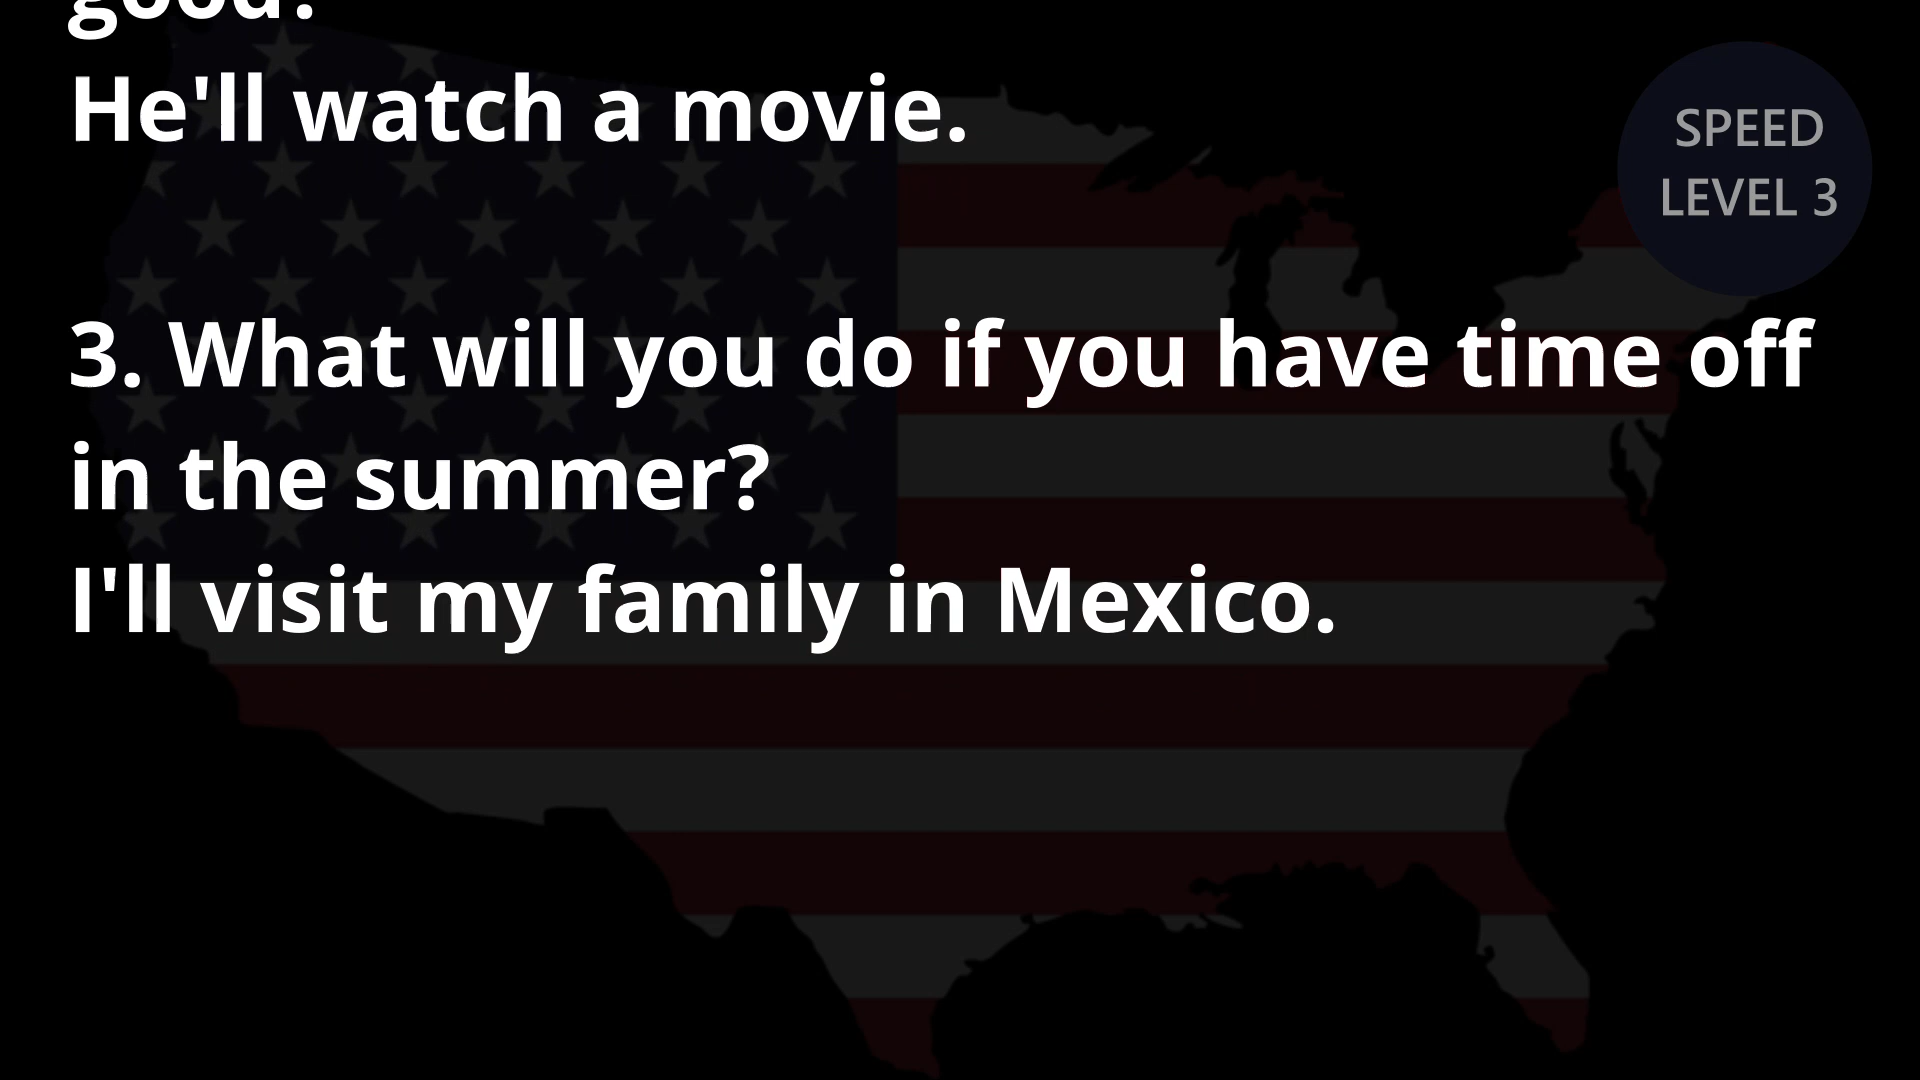 good?
He'll watch a movie.
SPEED
LEVEL 3
3. What will you do if you have time off
in the summer?
I'll visit my family in Mexico.